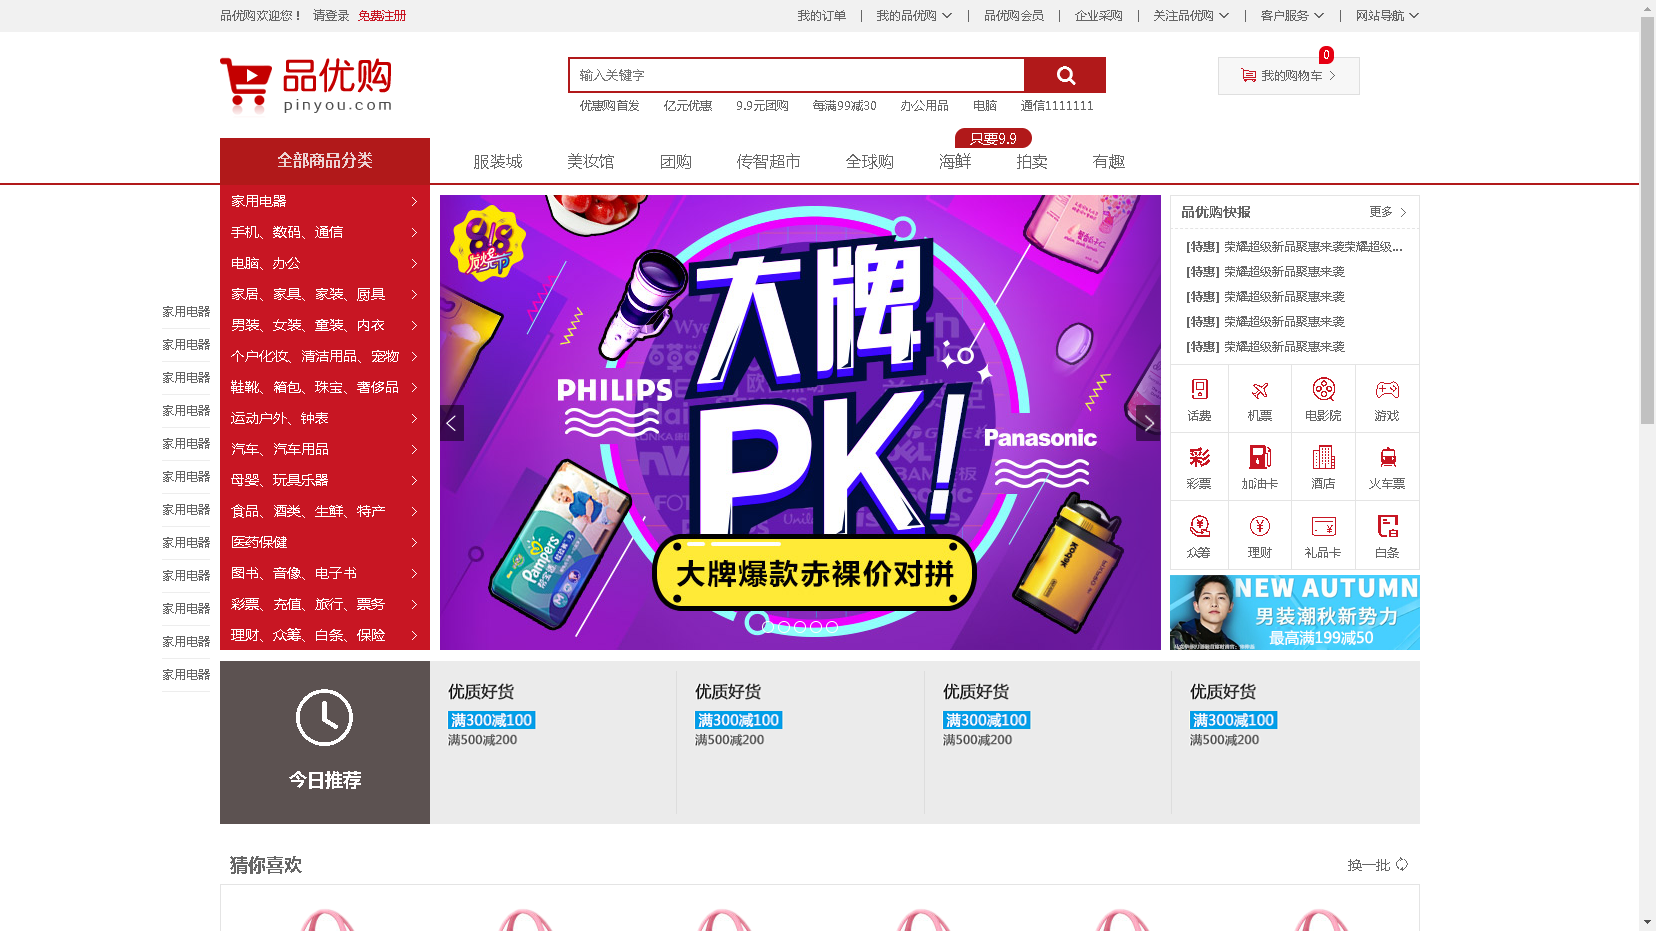 品优购欢迎您！ 请登录 免费注册
我的订单 | 我的品优购 | 品优购会员 | 企业采购 | 关注品优购 | 客户服务 | 网站导航
品优购
pinyou.com
输入关键字
0
我的购物车
优惠购首发 亿元优惠 9.9元团购 每满99减30 办公用品 电脑 通信1111111
只要9.9
全部商品分类
服装城 美妆馆 团购 传智超市 全球购 海鲜 拍卖 有趣
家用电器
手机、数码、通信
电脑、办公
家居、家具、家装、厨具
男装、女装、童装、内衣
个户化妆、清洁用品、宠物
鞋靴、箱包、珠宝、奢侈品
运动户外、钟表
汽车、汽车用品
母婴、玩具乐器
食品、酒类、生鲜、特产
医药保健
图书、音像、电子书
彩票、充值、旅行、票务
理财、众筹、白条、保险
家用电器
家用电器
家用电器
家用电器
家用电器
家用电器
家用电器
家用电器
家用电器
家用电器
家用电器
家用电器
大牌
PK!
PHILIPS
Panasonic
Pampers
Kodak
大牌爆款赤裸价对拼
品优购快报 更多
[特惠] 荣耀超级新品聚惠来袭荣耀超级...
[特惠] 荣耀超级新品聚惠来袭
[特惠] 荣耀超级新品聚惠来袭
[特惠] 荣耀超级新品聚惠来袭
[特惠] 荣耀超级新品聚惠来袭
话费 机票 电影院 游戏
彩票 加油卡 酒店 火车票
众筹 理财 礼品卡 白条
NEW AUTUMN
男装潮秋新势力
最高满199减50
今日推荐
优质好货 优质好货 优质好货 优质好货
满300减100 满300减100 满300减100 满300减100
满500减200 满500减200 满500减200 满500减200
猜你喜欢
换一批